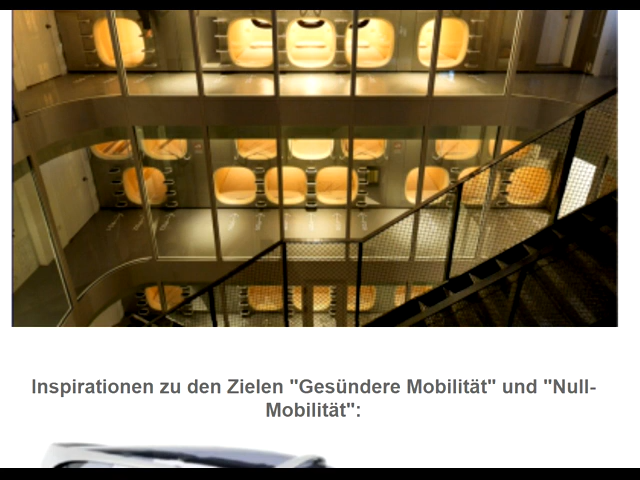 Inspirationen zu den Zielen "Gesündere Mobilität" und "Null-
Mobilität":